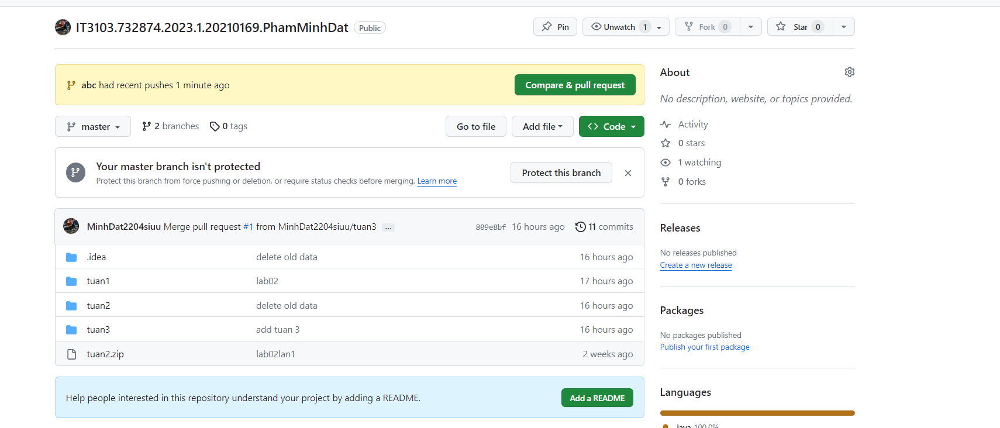 IT3103.732874.2023.1.20210169.PhamMinhDat Public
Pin
Unwatch 1
Fork 0
Star 0
abc had recent pushes 1 minute ago
Compare & pull request
master
2 branches
0 tags
Go to file
Add file
Code
Your master branch isn't protected
Protect this branch from force pushing or deletion, or require status checks before merging. Learn more
Protect this branch
MinhDat2204siuu Merge pull request #1 from MinhDat2204siuu/tuan3 ...
809e8bf 16 hours ago 11 commits
.idea delete old data 16 hours ago
tuan1 lab02 17 hours ago
tuan2 delete old data 16 hours ago
tuan3 add tuan 3 16 hours ago
tuan2.zip lab02lan1 2 weeks ago
Help people interested in this repository understand your project by adding a README.
Add a README
About
No description, website, or topics provided.
Activity
0 stars
1 watching
0 forks
Releases
No releases published
Create a new release
Packages
No packages published
Publish your first package
Languages
Java 100.0%